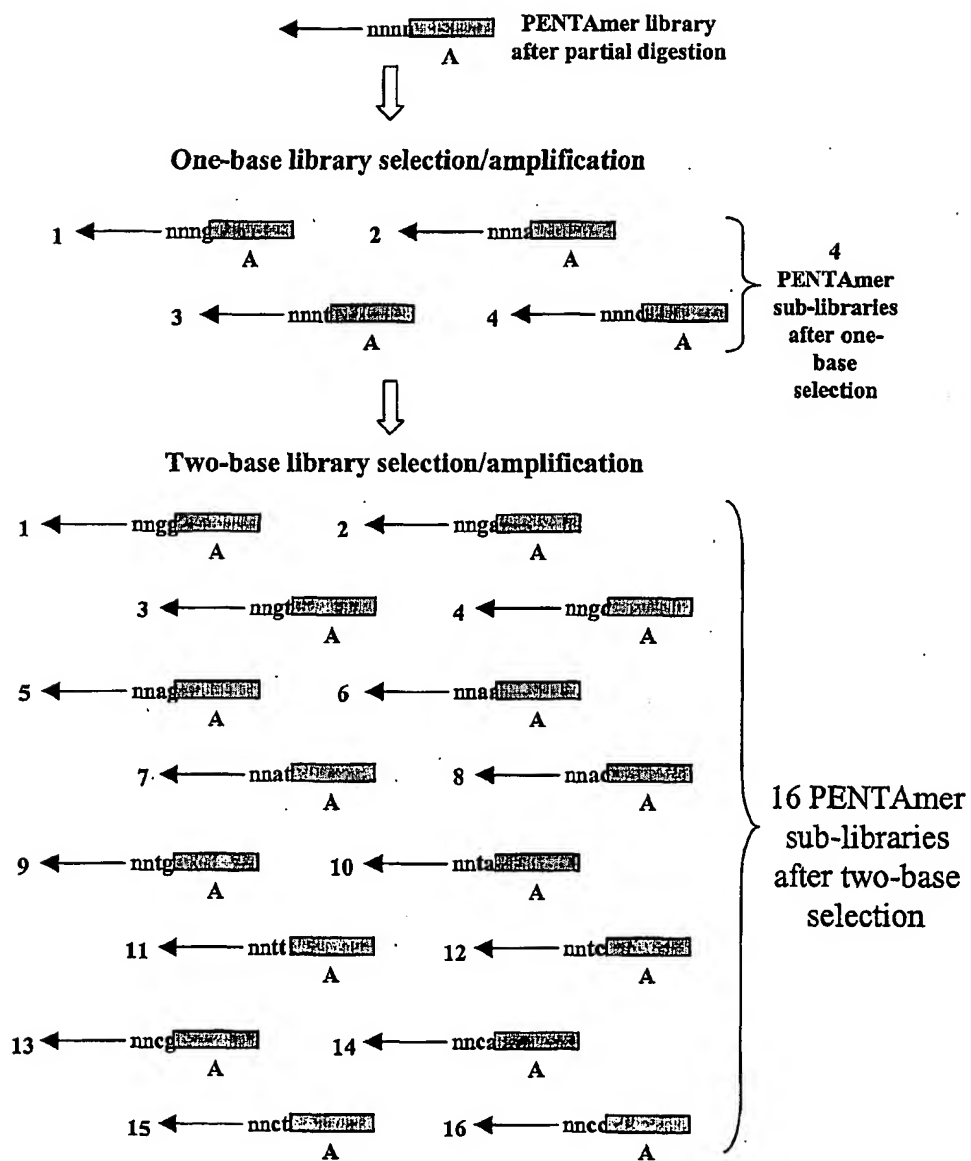 nnnn PENTAmer library
after partial digestion
A
One-base library selection/amplification
1 nnng 2 nnna
A A
3 nnnt 4 nnnc
A A
4
PENTAmer
sub-libraries
after one-
base
selection
Two-base library selection/amplification
1 nngg 2 nnga
A A
3 nngt 4 nngc
A A
5 nnag 6 nnaa
A A
7 nnat 8 nnac
A A
9 nntg 10 nnta
A A
11 nntt 12 nntc
A A
13 nncg 14 nnca
A A
15 nnct 16 nncc
A A
16 PENTAmer
sub-libraries
after two-base
selection